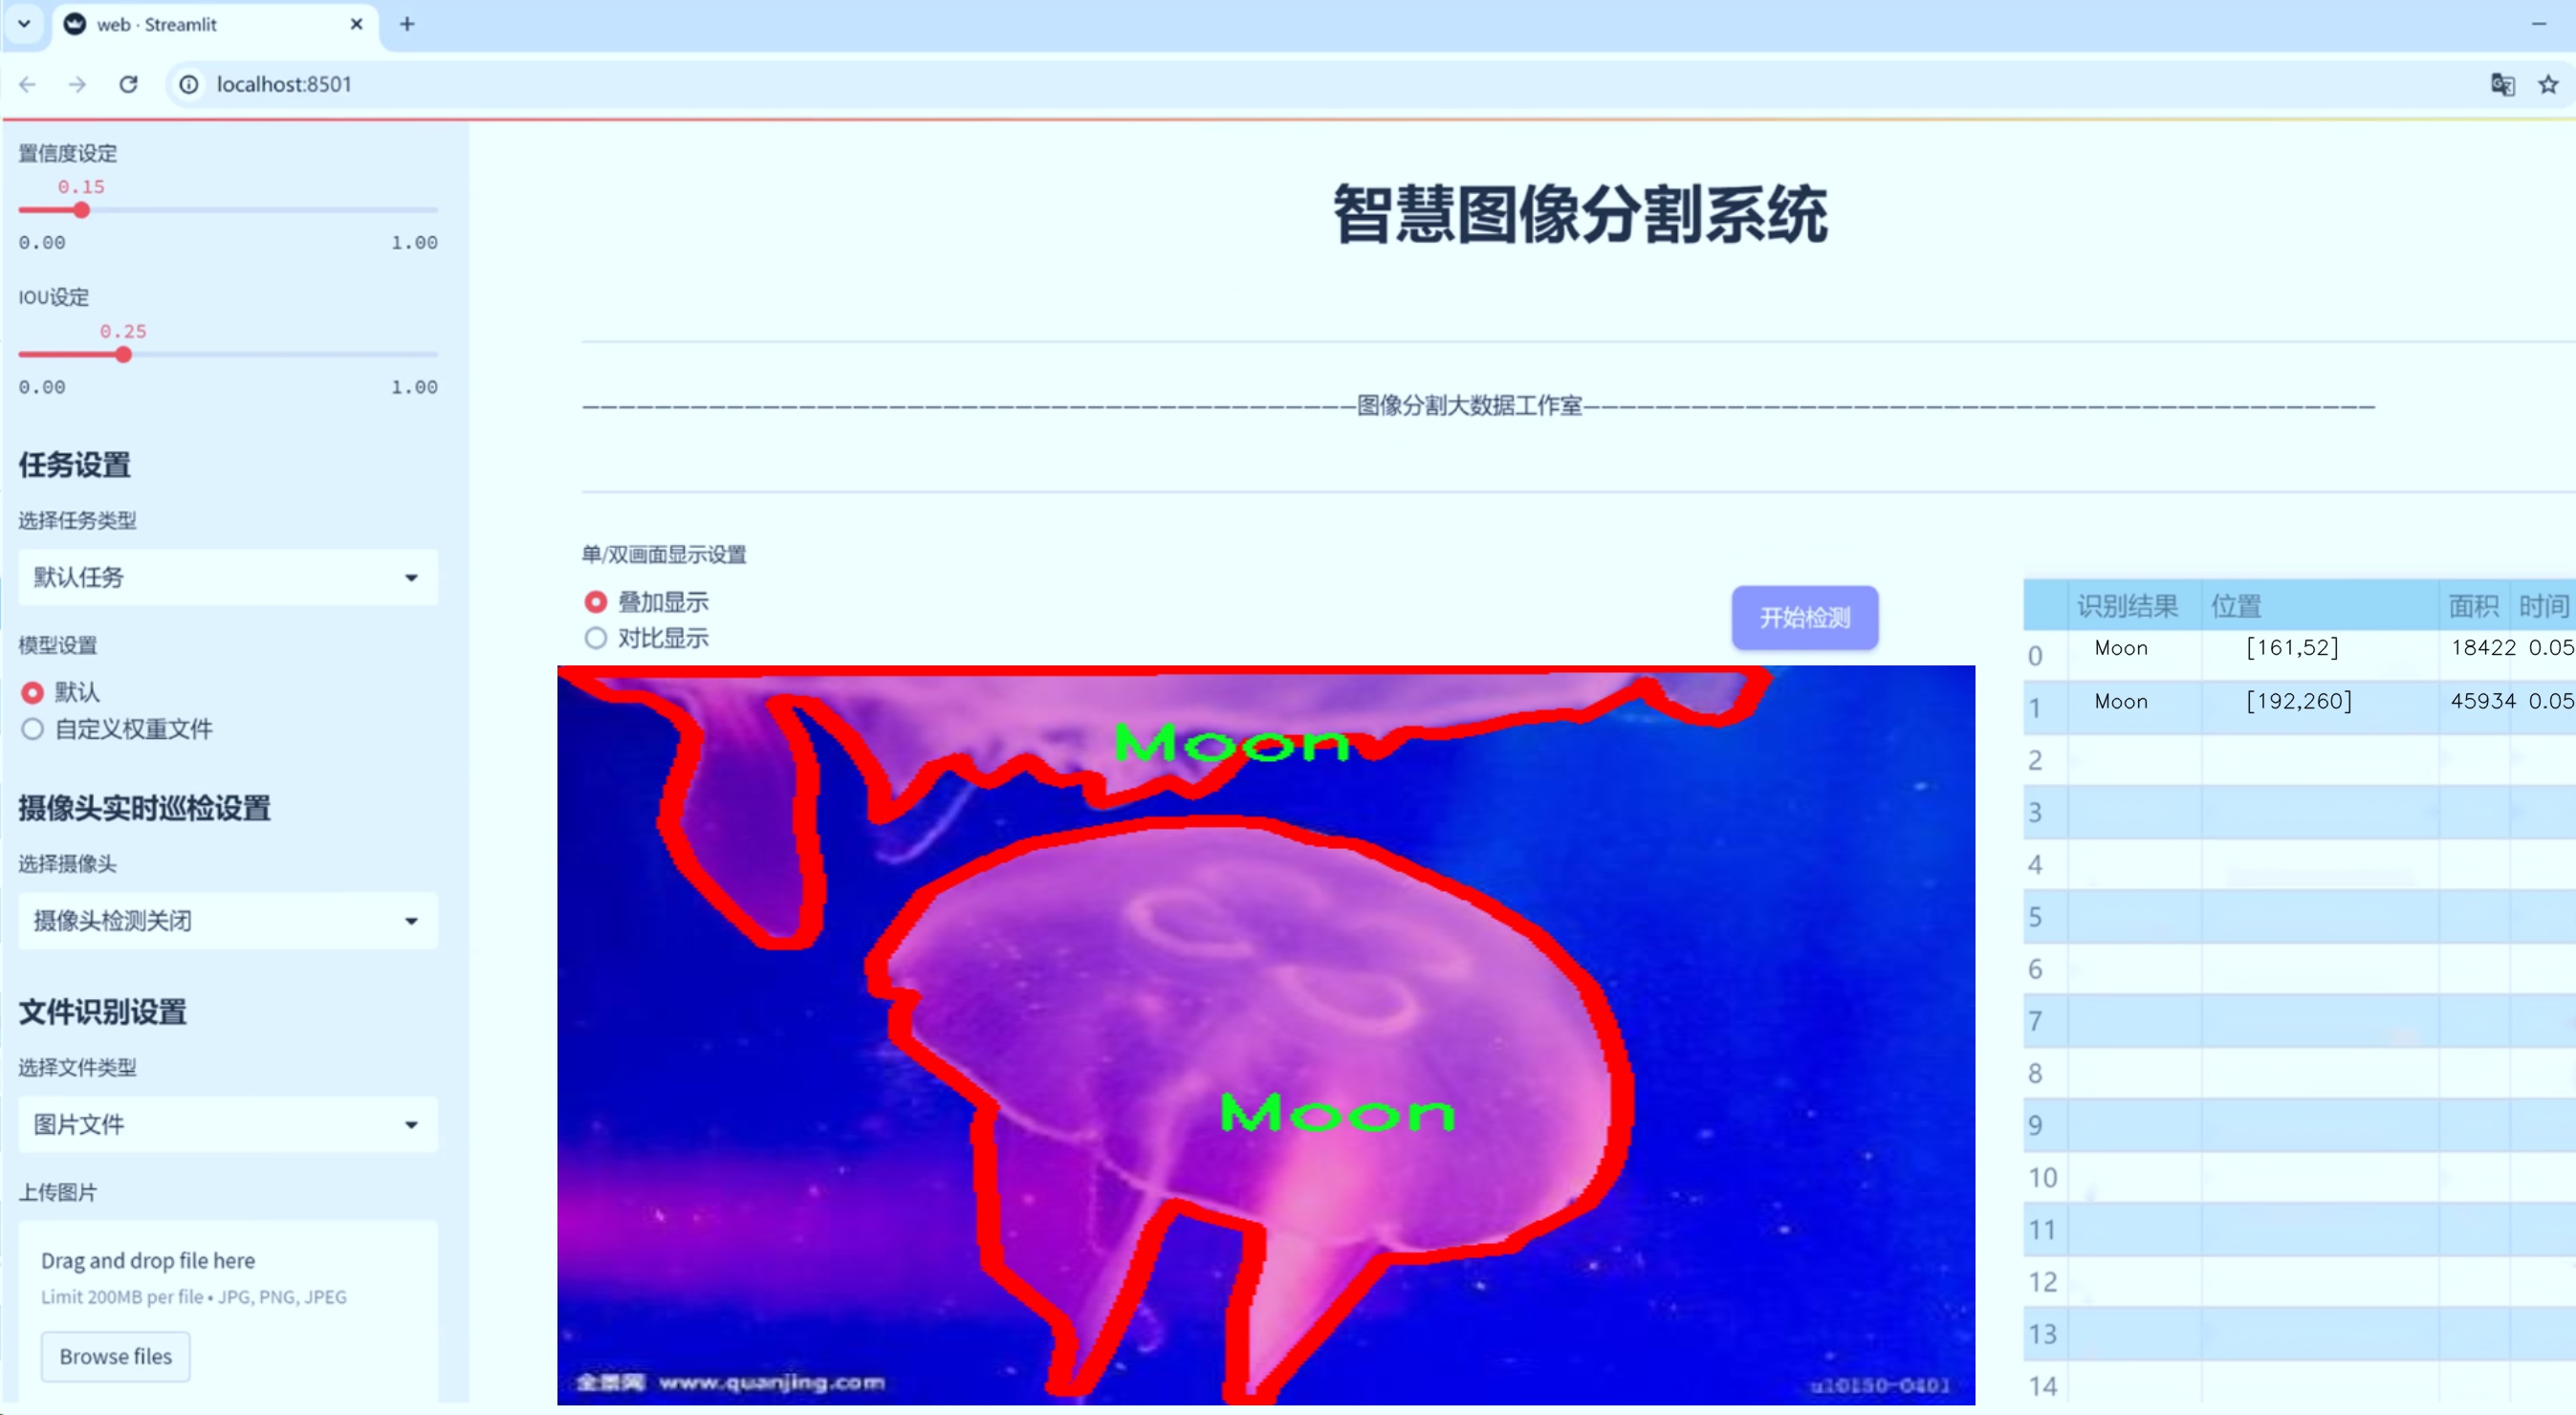 web · Streamlit
localhost:8501
置信度设定
0.15
0.00 1.00
IOU设定
0.25
0.00 1.00
任务设置
选择任务类型
默认任务
模型设置
默认
自定义权重文件
摄像头实时巡检设置
选择摄像头
摄像头检测关闭
文件识别设置
选择文件类型
图片文件
上传图片
Drag and drop file here
Limit 200MB per file • JPG, PNG, JPEG
Browse files
智慧图像分割系统
图像分割大数据工作室
单/双画面显示设置
叠加显示
对比显示
开始检测
Moon
Moon
全景网 www.quanjing.com
识别结果 位置 面积 时间
0 Moon [161,52] 18422 0.05
1 Moon [192,260] 45934 0.05
2
3
4
5
6
7
8
9
10
11
12
13
14